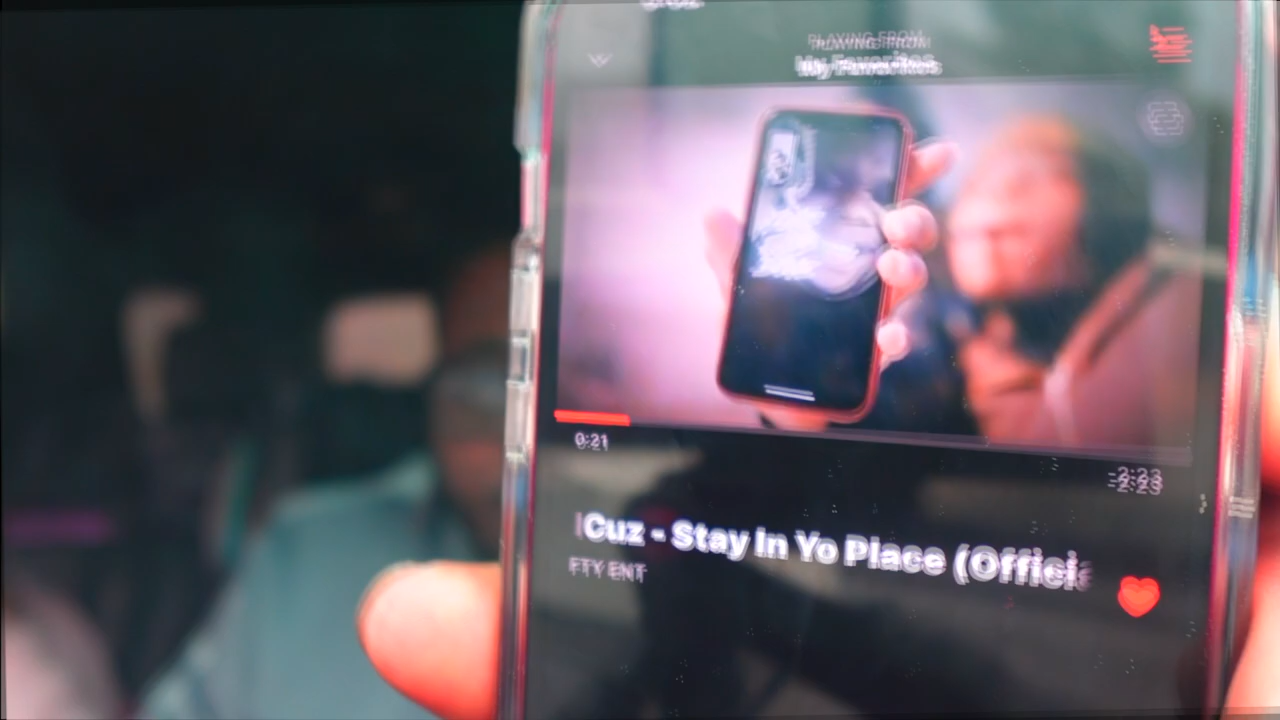 PLAYING FROM
My Favorites
0:21
-2:23
Cuz - Stay In Yo Place (Officia
FTY ENT